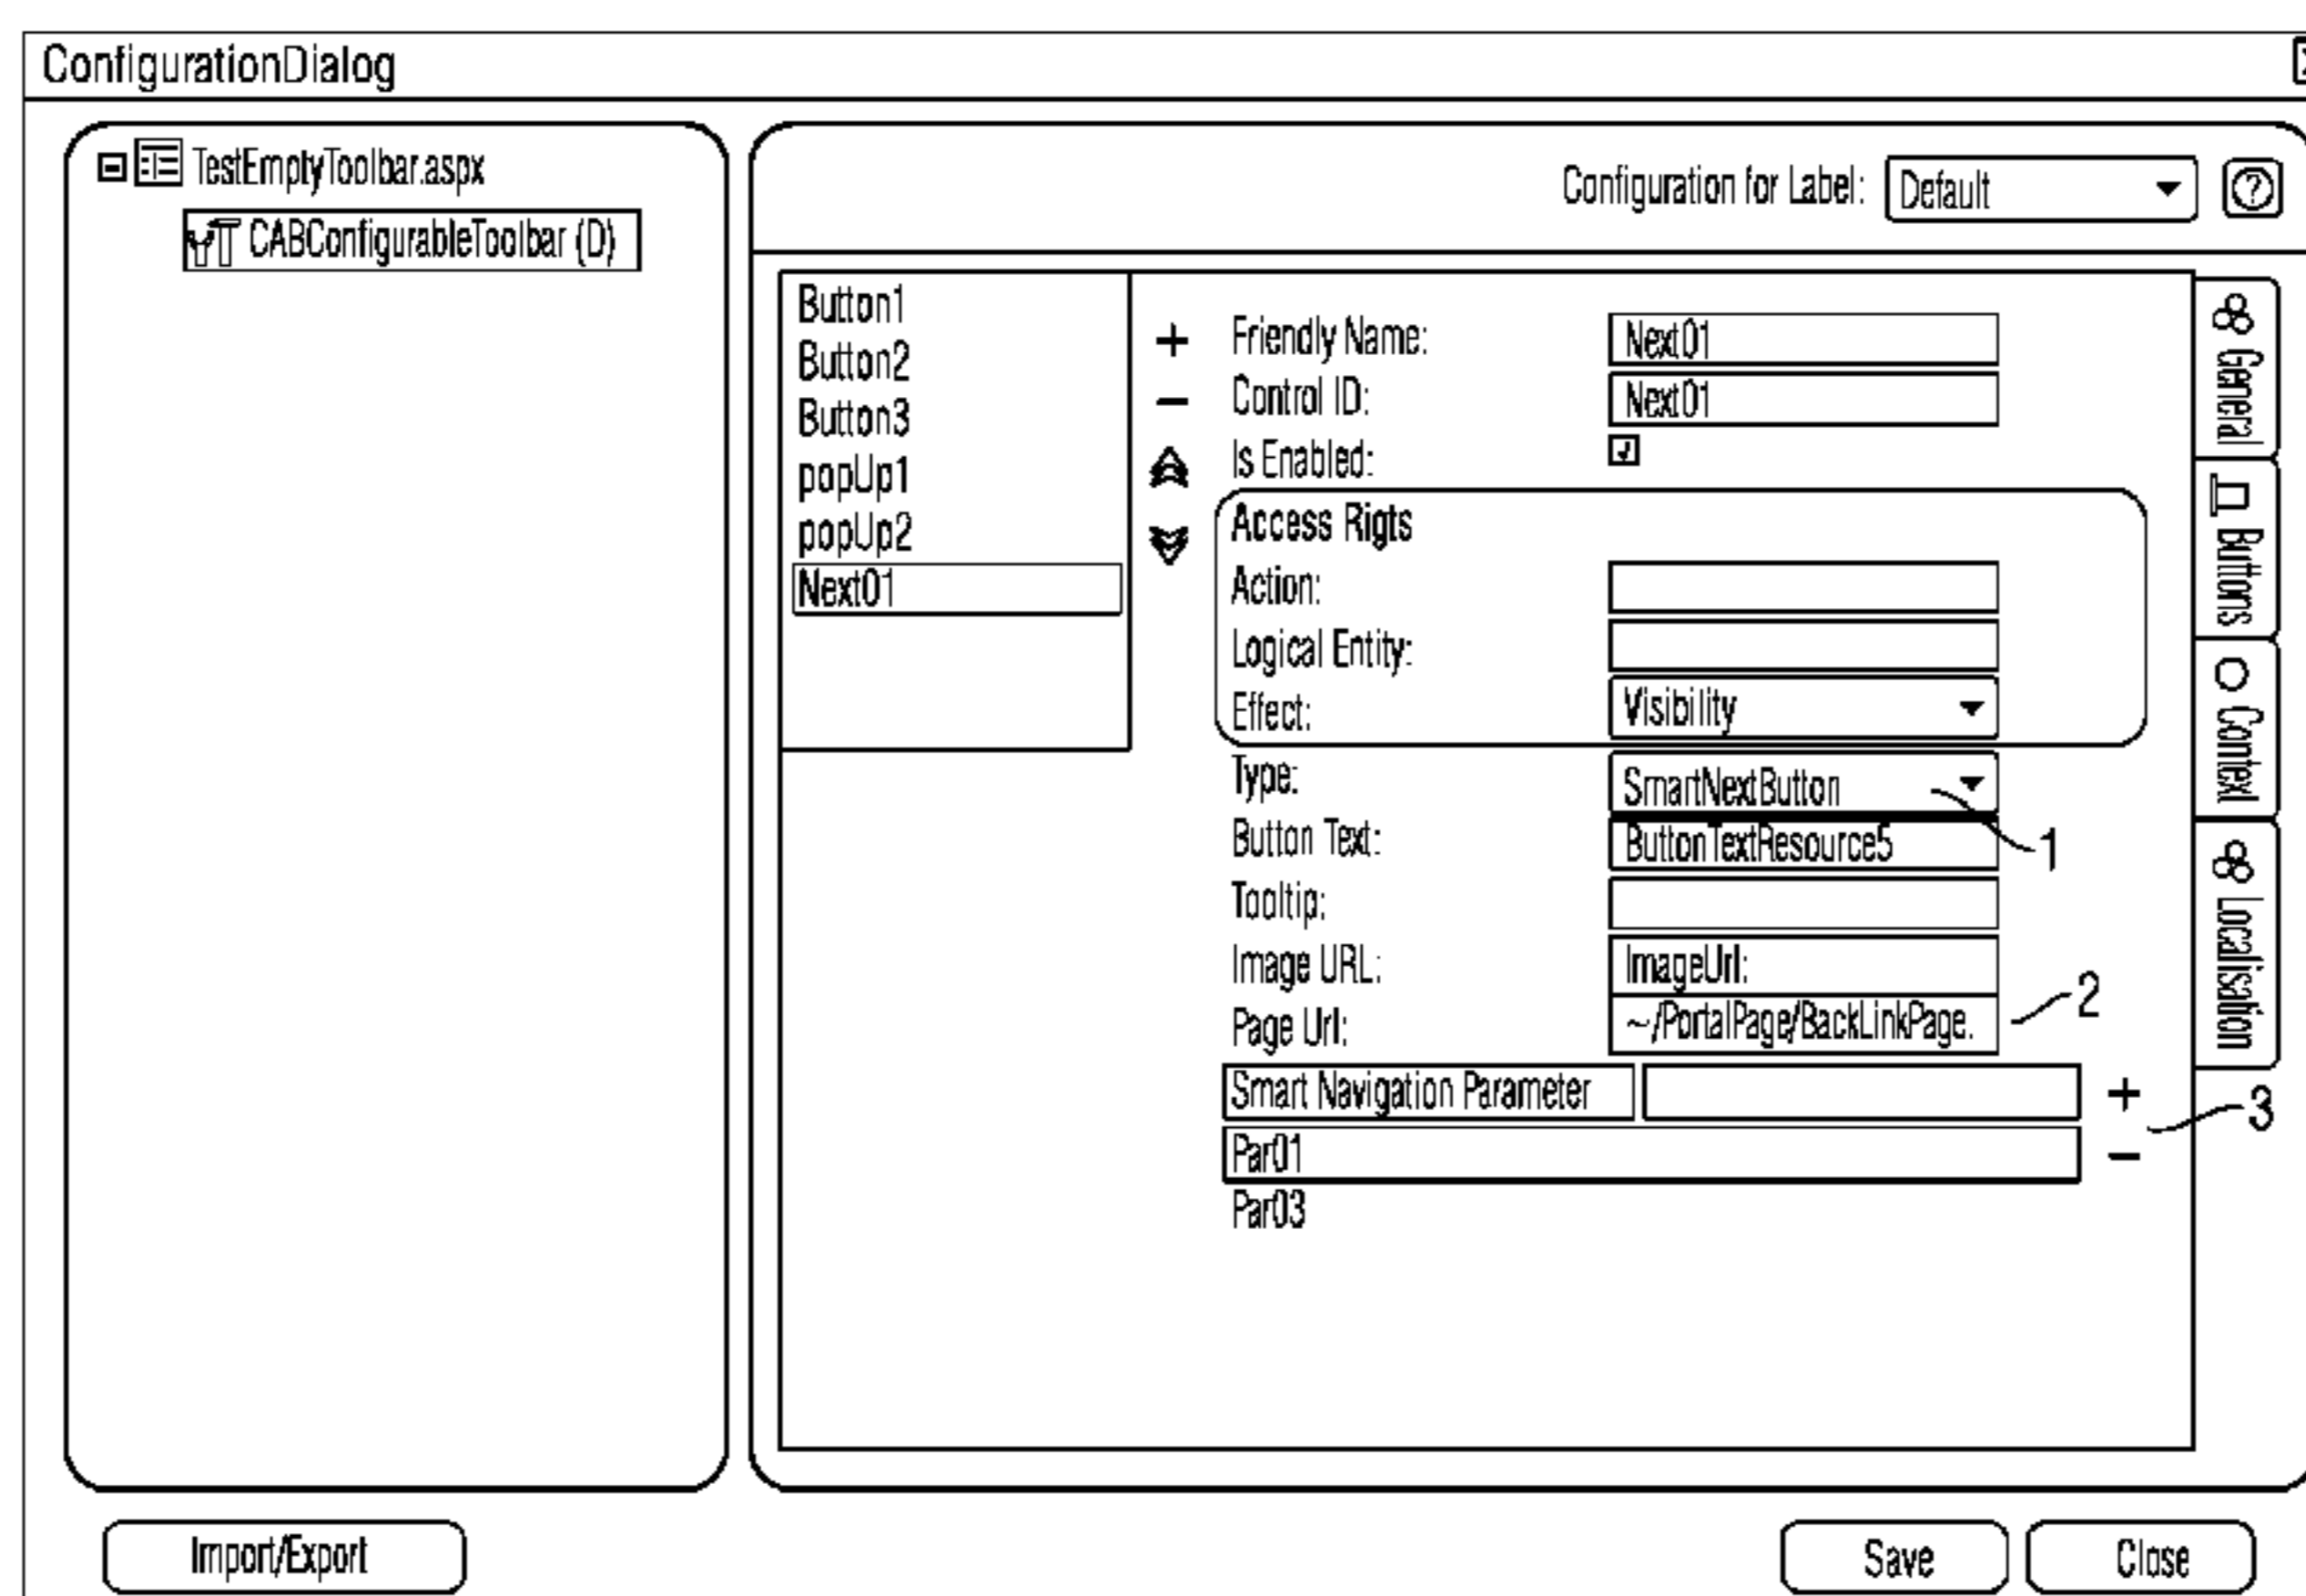 ConfigurationDialog
TestEmptyToolbar.aspx
CABConfigurableToolbar (D)
Configuration for Label: Default ?
Button1
Button2
Button3
popUp1
popUp2
Next01
+
−
Friendly Name: Next01
Control ID: Next01
Is Enabled:
Access Rigts
Action:
Logical Entity:
Effect: Visibility
Type: SmartNextButton
1
Button Text: ButtonTextResource5
Tooltip:
Image URL: ImageUrl:
Page Url: ~/PortalPage/BackLinkPage.
2
Smart Navigation Parameter
+
−
3
Par01
Par03
General
Buttons
Context
Localisation
Import/Export
Save
Close